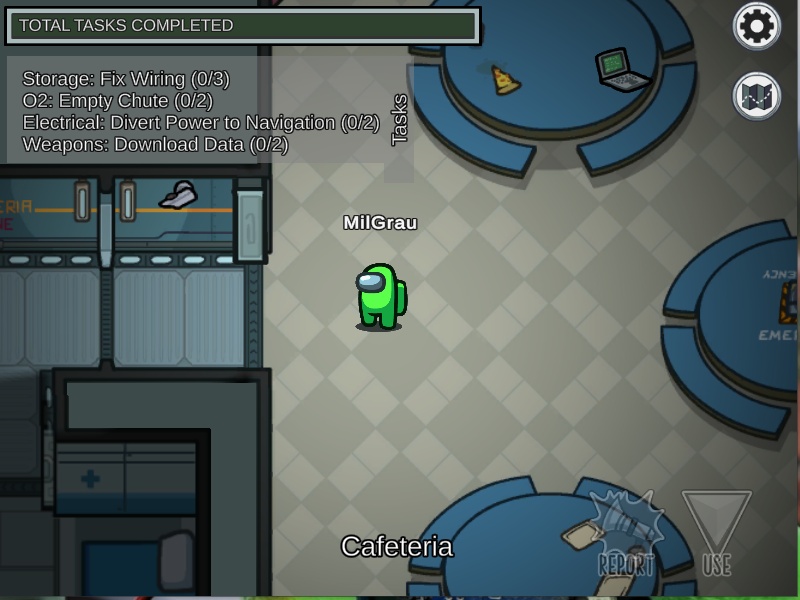 TOTAL TASKS COMPLETED
Storage: Fix Wiring (0/3)
O2: Empty Chute (0/2)
Electrical: Divert Power to Navigation (0/2)
Weapons: Download Data (0/2)
Tasks
MilGrau
Cafeteria
REPORT
USE